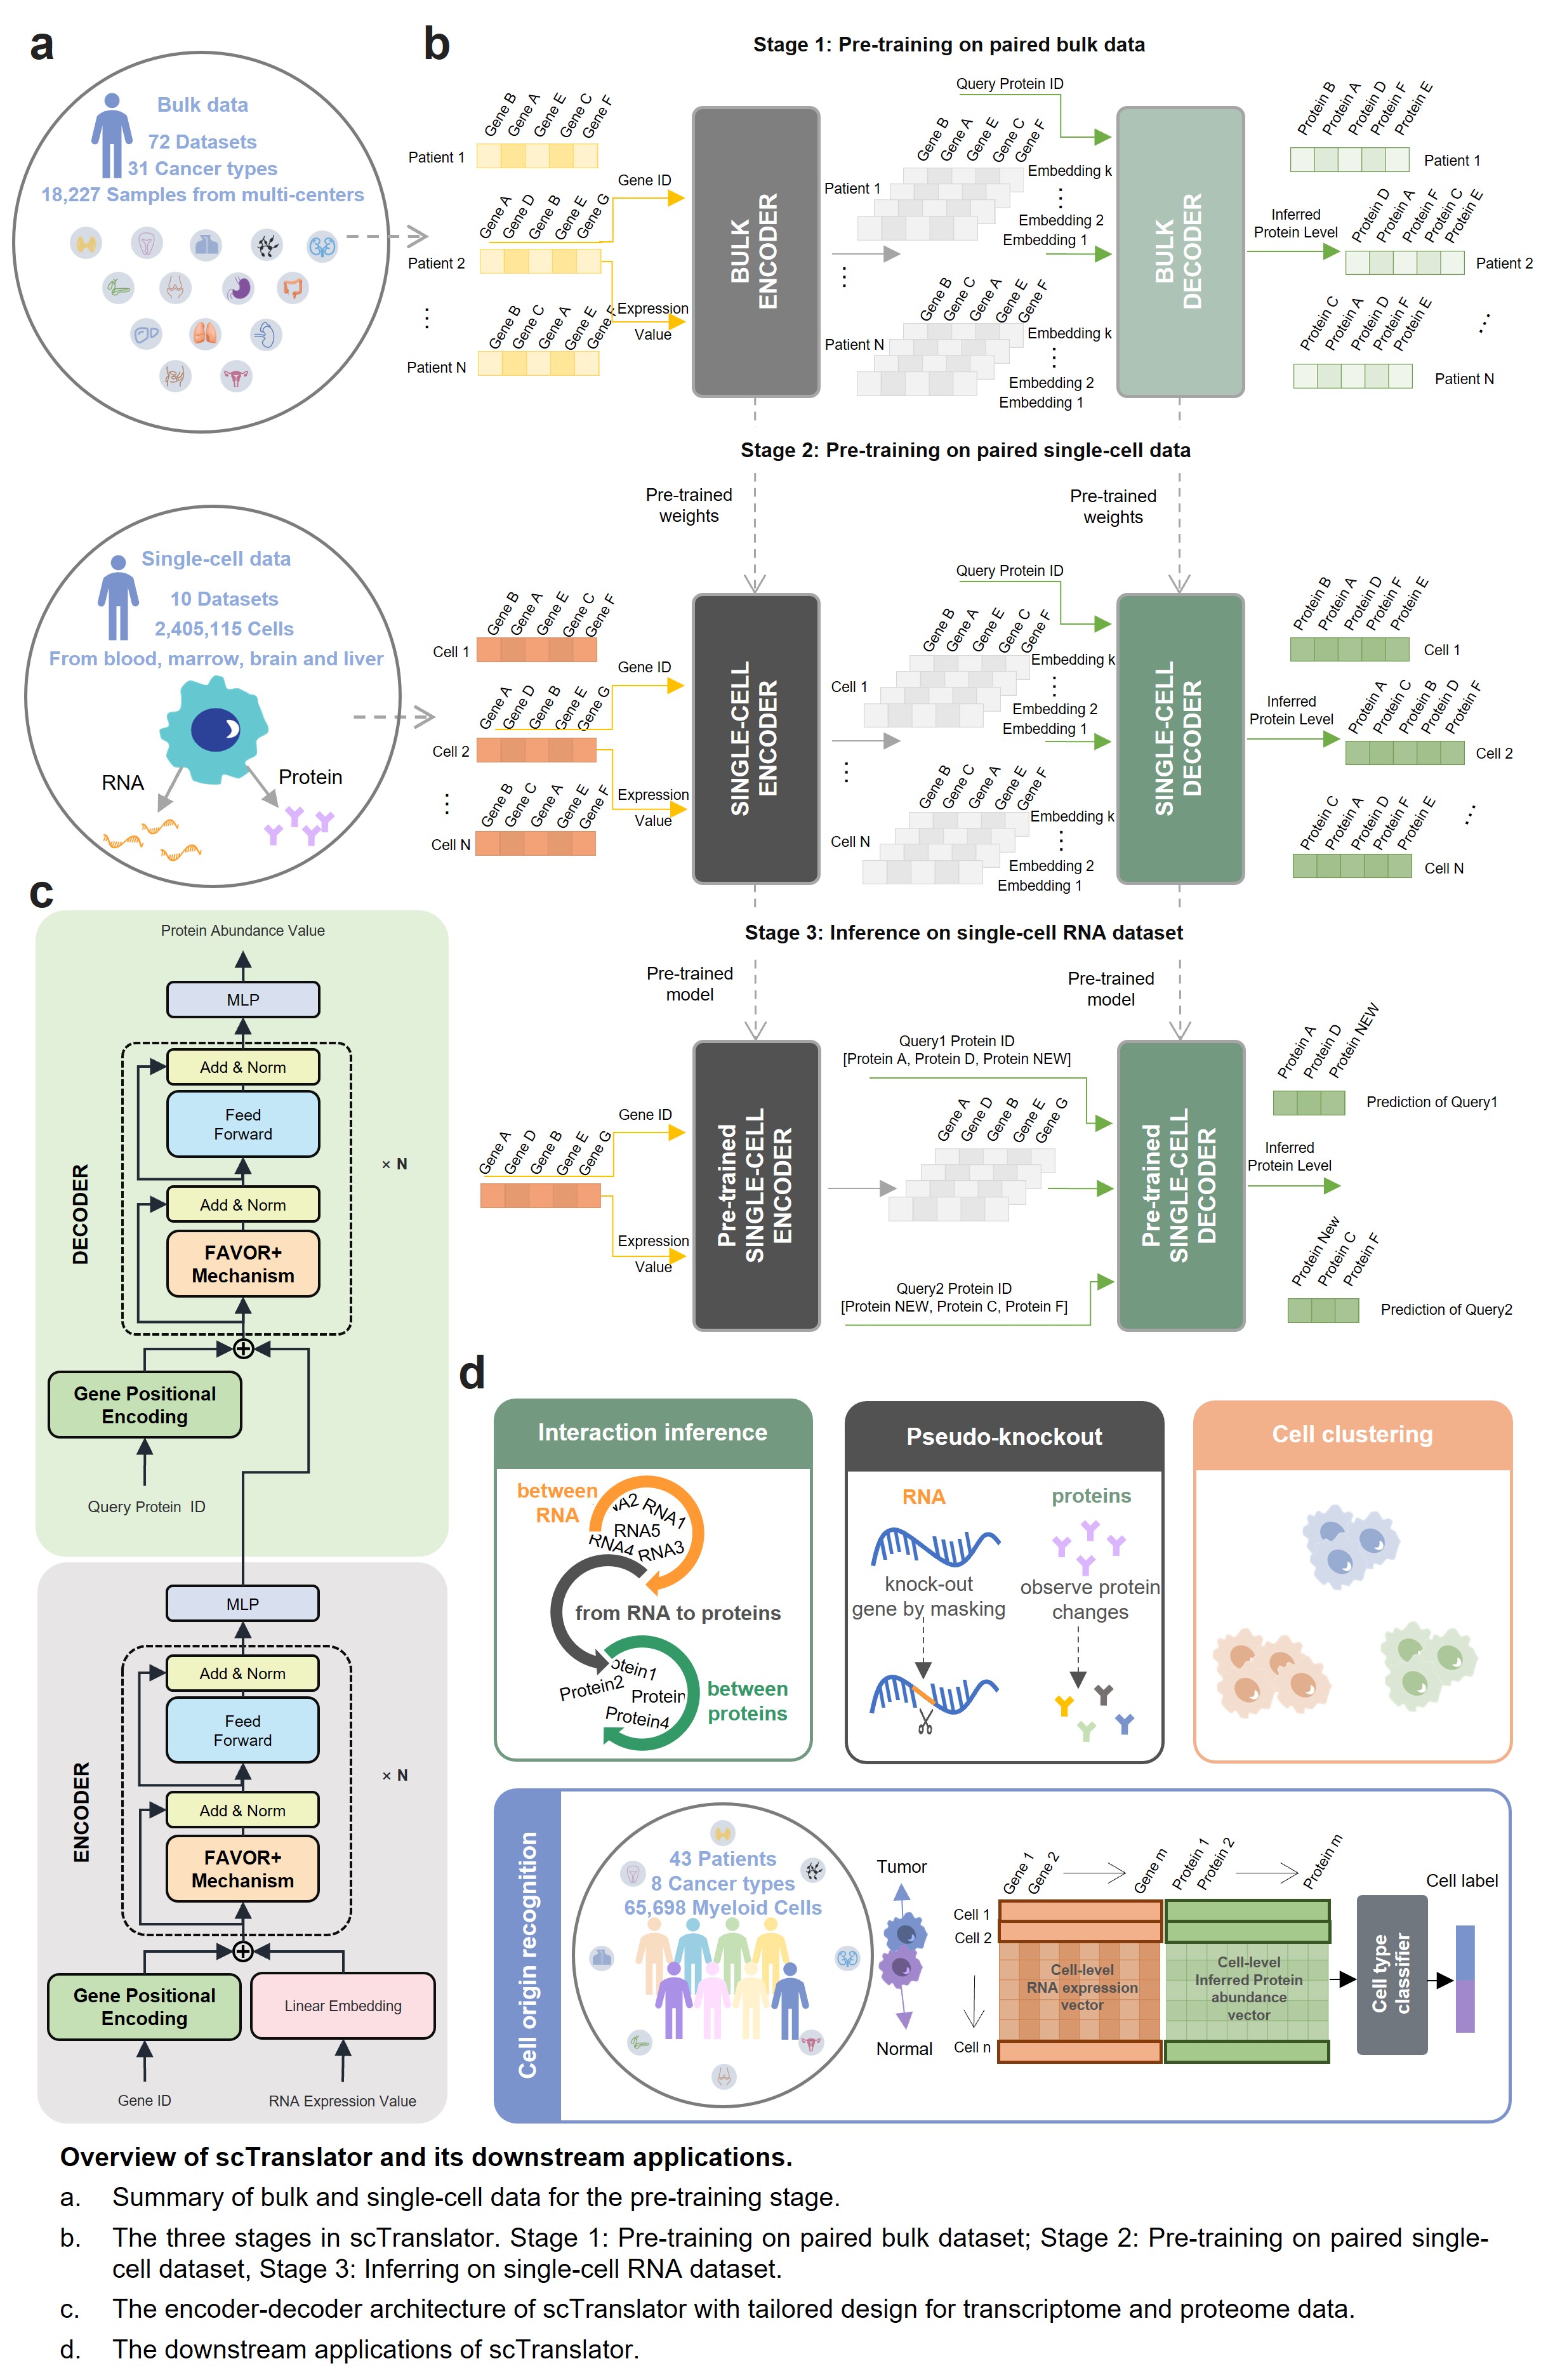 a
Bulk data
72 Datasets
31 Cancer types
18,227 Samples from multi-centers
Single-cell data
10 Datasets
2,405,115 Cells
From blood, marrow, brain and liver
RNA
Protein
b
Stage 1: Pre-training on paired bulk data
Gene B Gene A Gene E Gene C Gene F
Patient 1
Gene A Gene D Gene B Gene E Gene G
Patient 2
⋮
Gene B Gene C Gene A Gene E Gene F
Patient N
Gene ID
Expression
Value
BULK
ENCODER
Query Protein ID
Gene B Gene A Gene E Gene C Gene F
Patient 1
Embedding k
⋮
Embedding 2
Embedding 1
⋮
Gene B Gene C Gene A Gene E Gene F
Patient N
Embedding k
⋮
Embedding 2
Embedding 1
BULK
DECODER
Inferred
Protein Level
Protein B Protein A Protein D Protein F Protein E
Patient 1
Protein D Protein A Protein F Protein C Protein E
Patient 2
Protein C Protein A Protein D Protein F Protein E
⋮
Patient N
Stage 2: Pre-training on paired single-cell data
Pre-trained
weights
Pre-trained
weights
Gene B Gene A Gene E Gene C Gene F
Cell 1
Gene A Gene D Gene B Gene E Gene G
Cell 2
⋮
Gene B Gene C Gene A Gene E Gene F
Cell N
Gene ID
Expression
Value
SINGLE-CELL
ENCODER
Query Protein ID
Gene B Gene A Gene E Gene C Gene F
Cell 1
Embedding k
⋮
Embedding 2
Embedding 1
⋮
Gene B Gene C Gene A Gene E Gene F
Cell N
Embedding k
⋮
Embedding 2
Embedding 1
SINGLE-CELL
DECODER
Inferred
Protein Level
Protein B Protein A Protein D Protein F Protein E
Cell 1
Protein A Protein C Protein B Protein D Protein F
Cell 2
Protein C Protein A Protein D Protein F Protein E
⋮
Cell N
Stage 3: Inference on single-cell RNA dataset
Pre-trained
model
Pre-trained
model
Gene A Gene D Gene B Gene E Gene G
Gene ID
Expression
Value
Pre-trained
SINGLE-CELL
ENCODER
Query1 Protein ID
[Protein A, Protein D, Protein NEW]
Gene A Gene D Gene B Gene E Gene G
Query2 Protein ID
[Protein NEW, Protein C, Protein F]
Pre-trained
SINGLE-CELL
DECODER
Protein A Protein D Protein NEW
Prediction of Query1
Inferred
Protein Level
Protein New Protein C Protein F
Prediction of Query2
c
Protein Abundance Value
MLP
Add & Norm
Feed
Forward
Add & Norm
FAVOR+
Mechanism
DECODER
× N
Gene Positional
Encoding
Query Protein ID
MLP
Add & Norm
Feed
Forward
Add & Norm
FAVOR+
Mechanism
ENCODER
× N
Gene Positional
Encoding
Linear Embedding
Gene ID
RNA Expression Value
d
Interaction inference
between
RNA
NA2 RNA1
RNA5
RNA4 RNA3
from RNA to proteins
otein1
Protein2
Protein
Protein4
between
proteins
Pseudo-knockout
RNA
proteins
knock-out
gene by masking
observe protein
changes
Cell clustering
Cell origin recognition
43 Patients
8 Cancer types
65,698 Myeloid Cells
Tumor
Normal
Gene 1 Gene 2 Gene m Protein 1 Protein 2 Protein m
Cell 1
Cell 2
Cell n
Cell-level
RNA expression
vector
Cell-level
Inferred Protein
abundance
vector
Cell type
classifier
Cell label
Overview of scTranslator and its downstream applications.
a. Summary of bulk and single-cell data for the pre-training stage.
b. The three stages in scTranslator. Stage 1: Pre-training on paired bulk dataset; Stage 2: Pre-training on paired single-
cell dataset, Stage 3: Inferring on single-cell RNA dataset.
c. The encoder-decoder architecture of scTranslator with tailored design for transcriptome and proteome data.
d. The downstream applications of scTranslator.